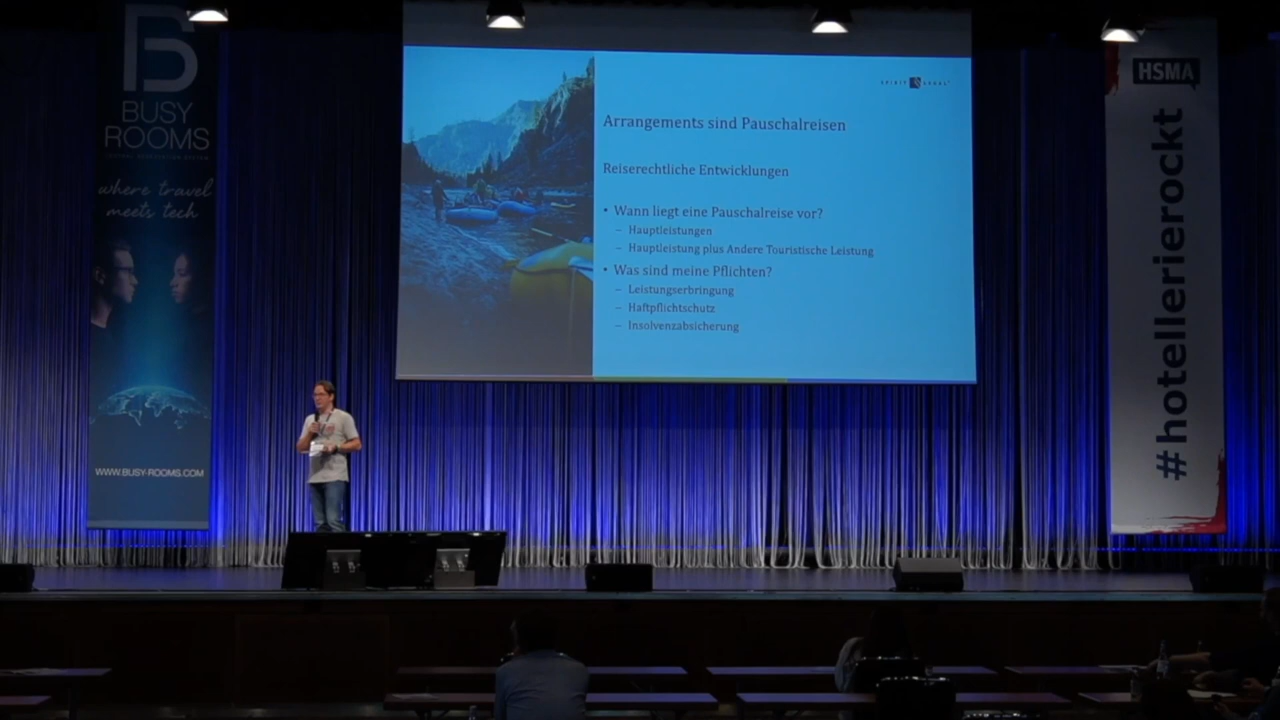 BUSY
ROOMS
where travel
meets tech
WWW.BUSY-ROOMS.COM
Arrangements sind Pauschalreisen
Reiserechtliche Entwicklungen
• Wann liegt eine Pauschalreise vor?
– Hauptleistungen
– Hauptleistung plus Andere Touristische Leistung
• Was sind meine Pflichten?
– Leistungserbringung
– Haftpflichtschutz
– Insolvenzabsicherung
HSMA
#hotellerierockt